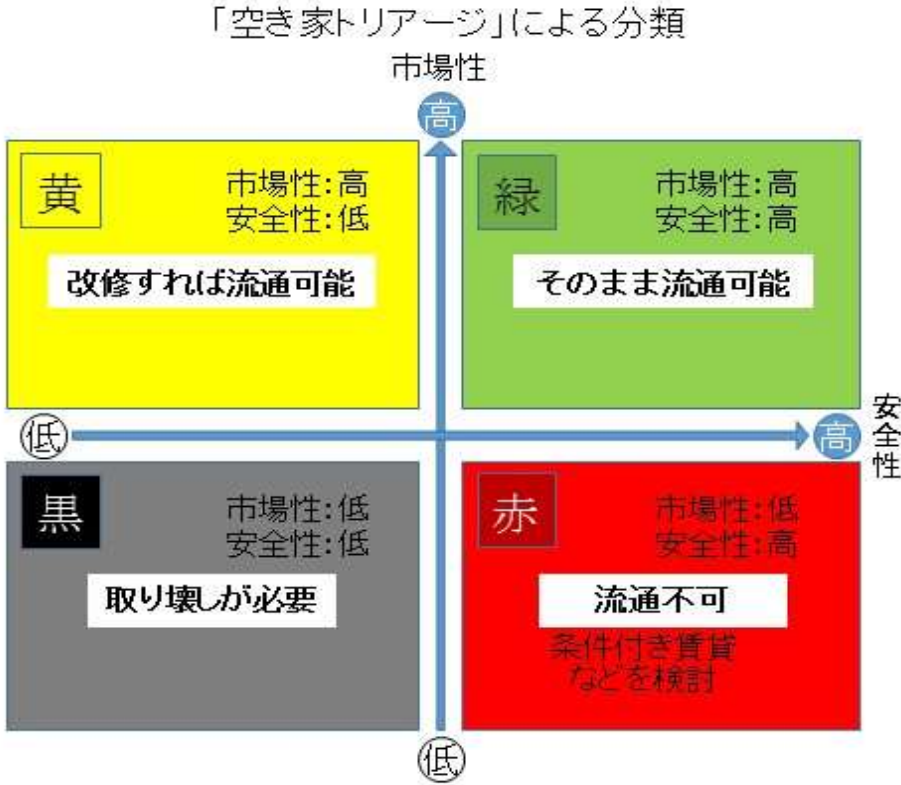 「空き家トリアージ」による分類
市場性
高
黄
市場性:高
安全性:低
改修すれば流通可能
緑
市場性:高
安全性:高
そのまま流通可能
低
高
安全性
黒
市場性:低
安全性:低
取り壊しが必要
赤
市場性:低
安全性:高
流通不可
条件付き賃貸
などを検討
低